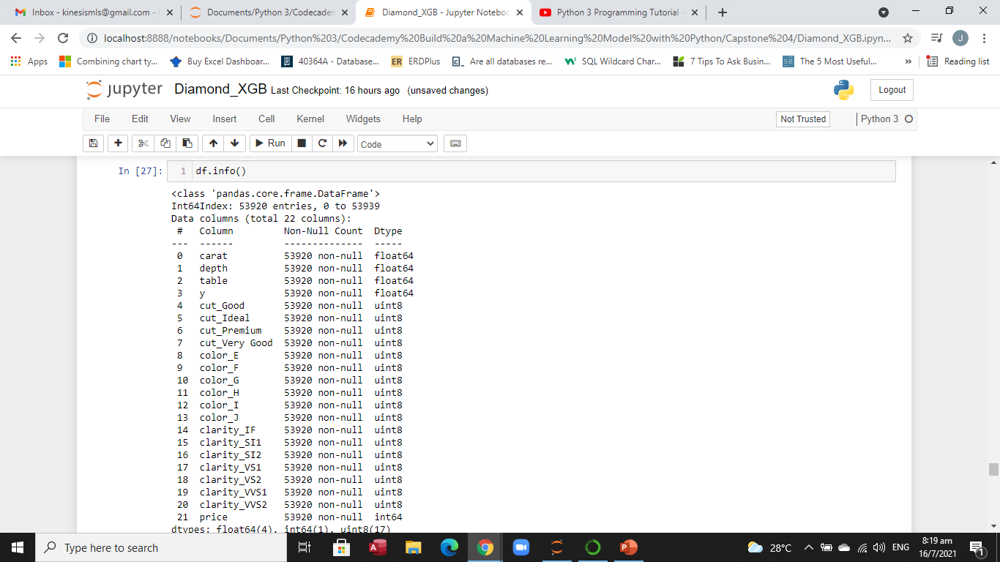 Inbox - kinesismls@gmail.com -
Documents/Python 3/Codecadem
Diamond_XGB - Jupyter Noteboo
Python 3 Programming Tutorial -
localhost:8888/notebooks/Documents/Python%203/Codecademy%20Build%20a%20Machine%20Learning%20Model%20with%20Python/Capstone%204/Diamond_XGB.ipyn...
J
Apps
Combining chart ty...
Buy Excel Dashboar...
40364A - Database...
ER ERDPlus
Are all databases re...
SQL Wildcard Char...
7 Tips To Ask Busin...
SB The 5 Most Useful...
»
Reading list
jupyter Diamond_XGB Last Checkpoint: 16 hours ago (unsaved changes)
Logout
File Edit View Insert Cell Kernel Widgets Help
Not Trusted
Python 3
Run
Code
In [27]: 1 df.info()
<class 'pandas.core.frame.DataFrame'>
Int64Index: 53920 entries, 0 to 53939
Data columns (total 22 columns):
# Column Non-Null Count Dtype
--- ------ -------------- -----
0 carat 53920 non-null float64
1 depth 53920 non-null float64
2 table 53920 non-null float64
3 y 53920 non-null float64
4 cut_Good 53920 non-null uint8
5 cut_Ideal 53920 non-null uint8
6 cut_Premium 53920 non-null uint8
7 cut_Very Good 53920 non-null uint8
8 color_E 53920 non-null uint8
9 color_F 53920 non-null uint8
10 color_G 53920 non-null uint8
11 color_H 53920 non-null uint8
12 color_I 53920 non-null uint8
13 color_J 53920 non-null uint8
14 clarity_IF 53920 non-null uint8
15 clarity_SI1 53920 non-null uint8
16 clarity_SI2 53920 non-null uint8
17 clarity_VS1 53920 non-null uint8
18 clarity_VS2 53920 non-null uint8
19 clarity_VVS1 53920 non-null uint8
20 clarity_VVS2 53920 non-null uint8
21 price 53920 non-null int64
dtypes: float64(4), int64(1), uint8(17)
Type here to search
28°C
ENG
8:19 am
16/7/2021
1